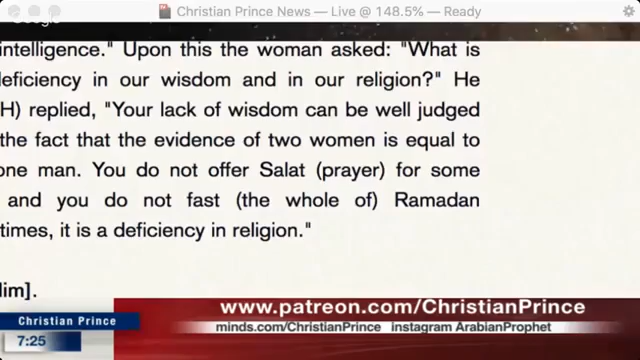 Christian Prince News — Live @ 148.5% — Ready
intelligence." Upon this the woman asked: "What is
deficiency in our wisdom and in our religion?" He
H) replied, "Your lack of wisdom can be well judged
the fact that the evidence of two women is equal to
one man. You do not offer Salat (prayer) for some
and you do not fast (the whole of) Ramadan
times, it is a deficiency in religion."
lim].
www.patreon.com/ChristianPrince
Christian Prince
minds.com/ChristianPrince instagram ArabianProphet
7:25